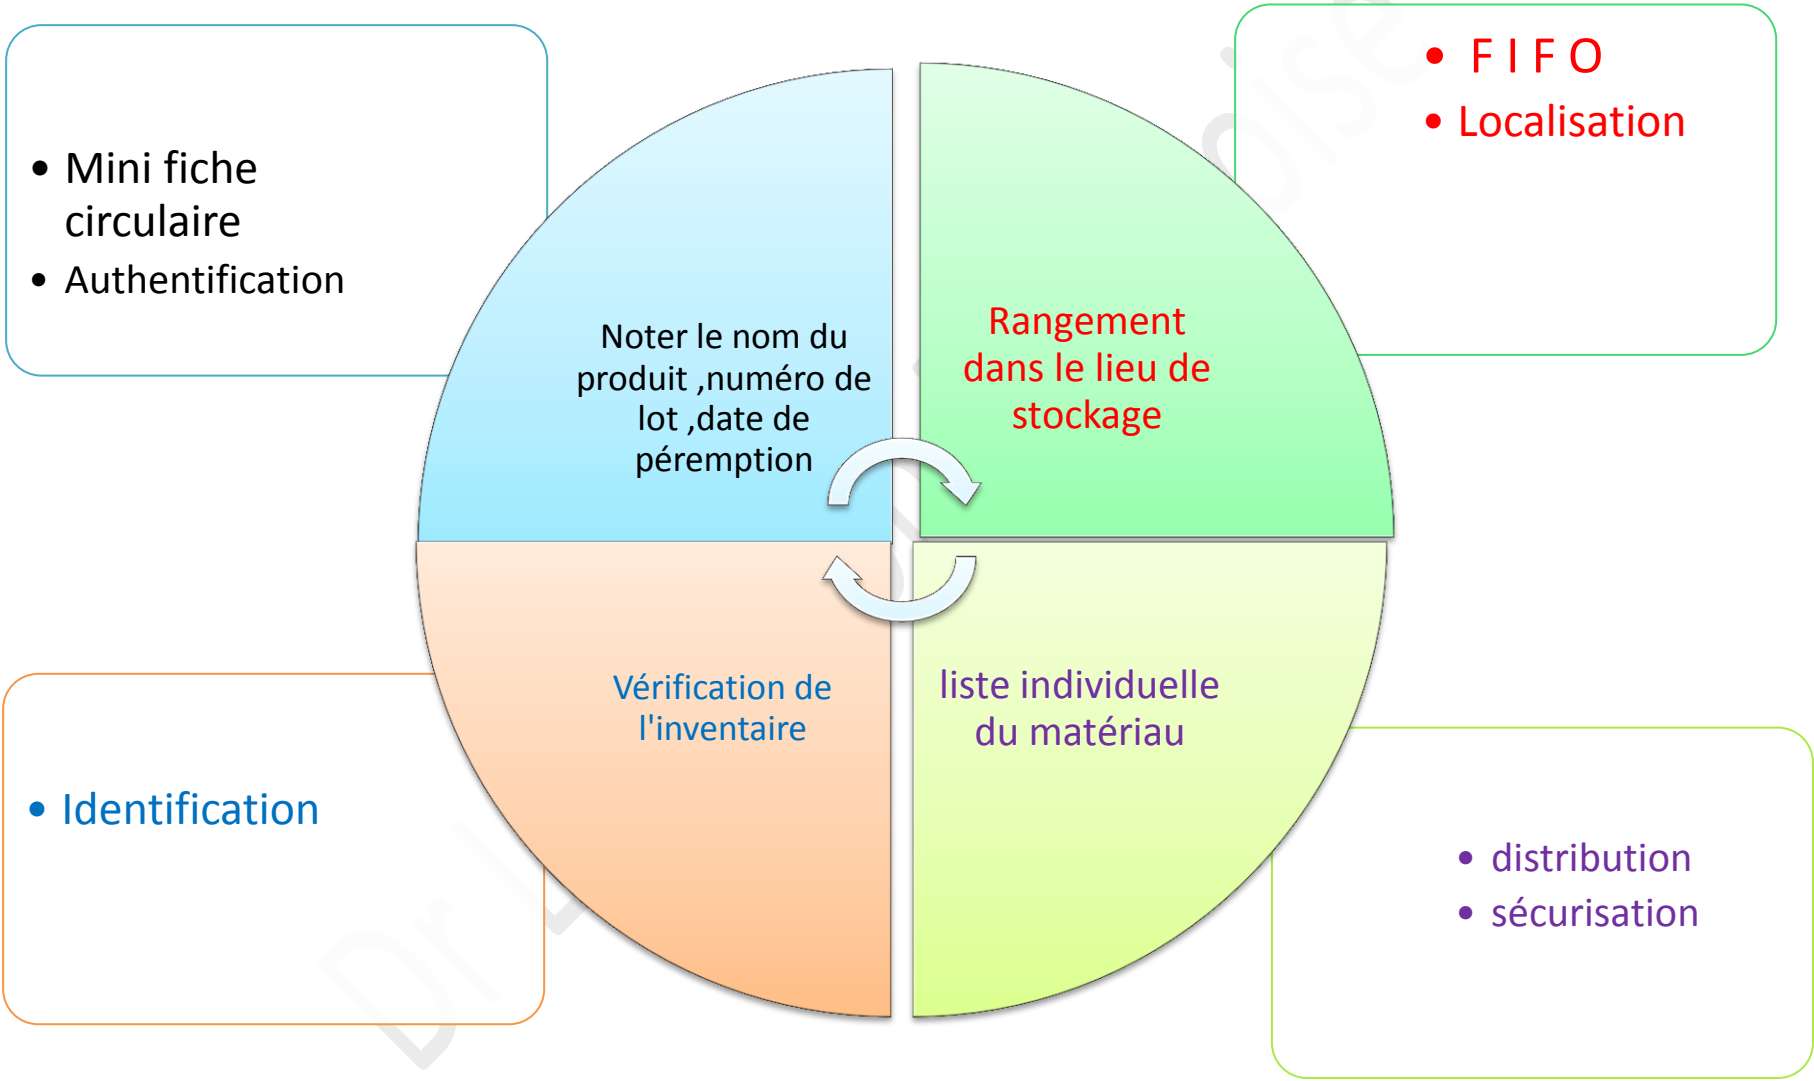 • Mini fiche
circulaire
• Authentification
Noter le nom du
produit ,numéro de
lot ,date de
péremption
• F I F O
• Localisation
Rangement
dans le lieu de
stockage
Vérification de
l'inventaire
• Identification
liste individuelle
du matériau
• distribution
• sécurisation
Dr